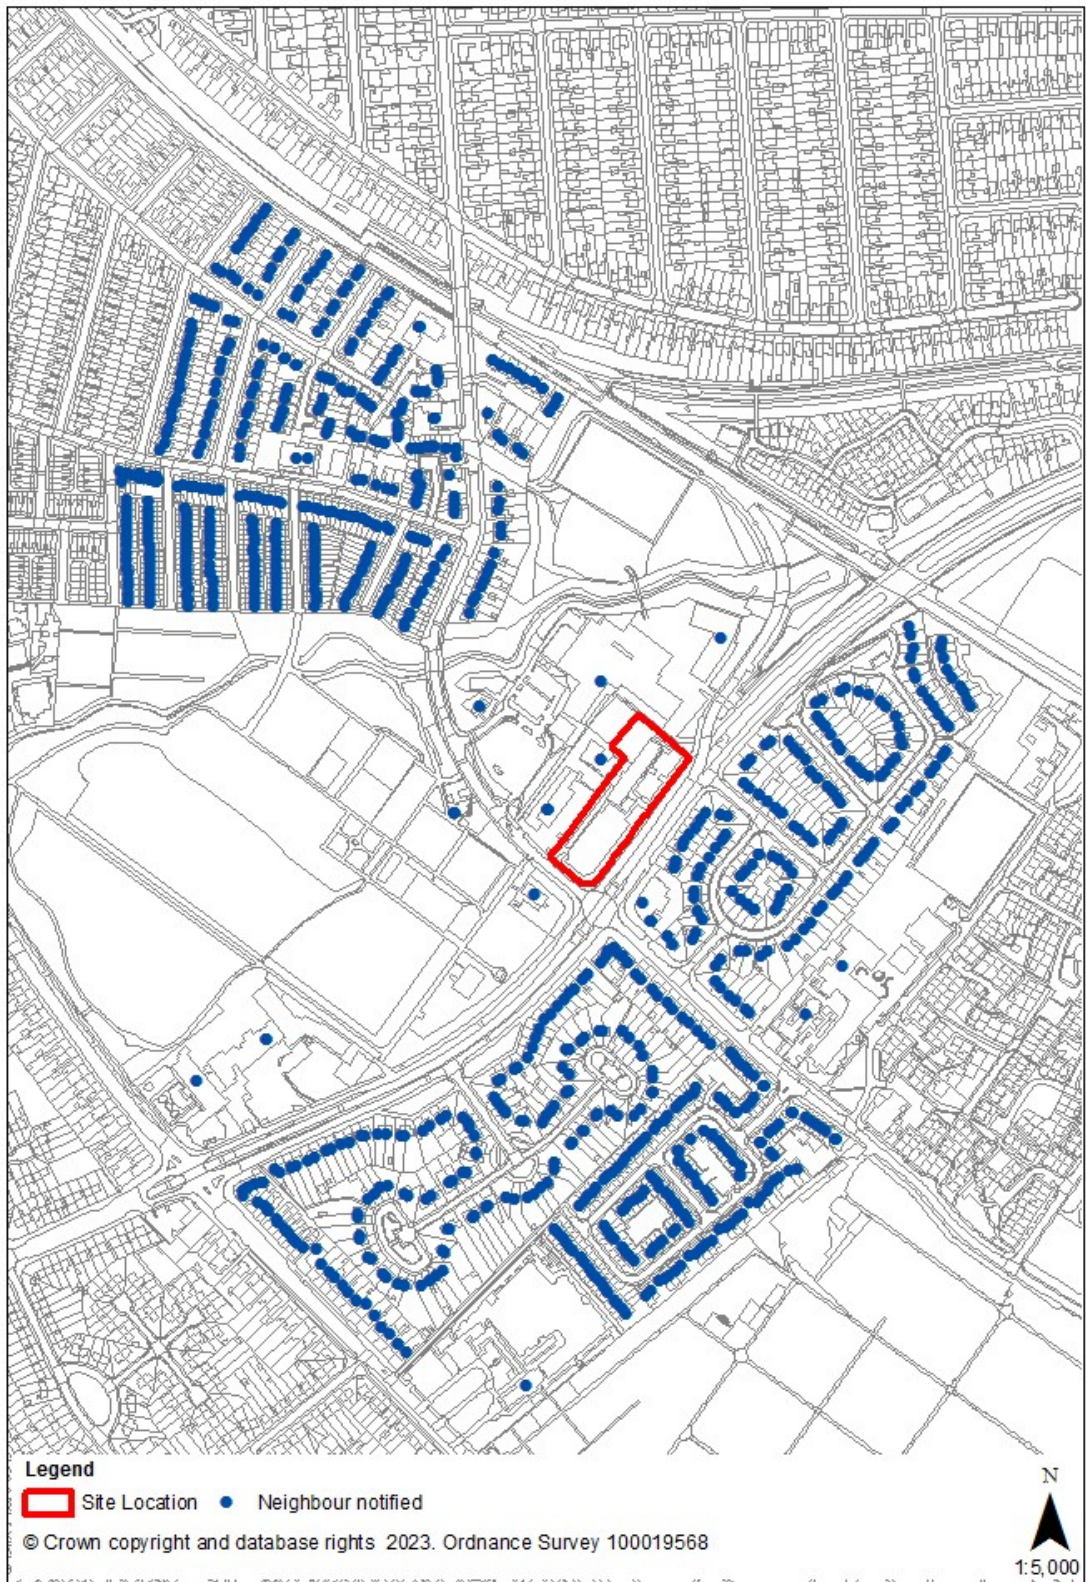 Legend
Site Location
Neighbour notified
© Crown copyright and database rights 2023. Ordnance Survey 100019568
N
1:5,000